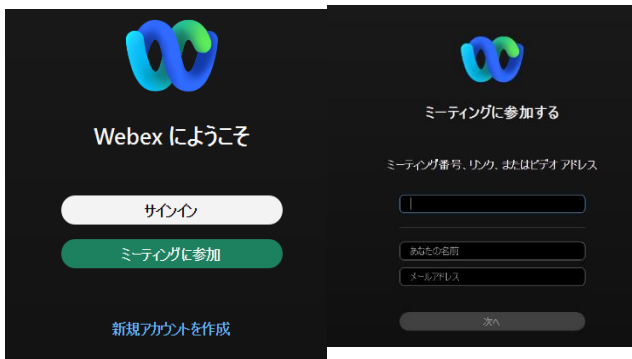 Webex にようこそ
サインイン
ミーティングに参加
新規アカウントを作成
ミーティングに参加する
ミーティング番号、リンク、またはビデオ アドレス
あなたの名前
メールアドレス
次へ